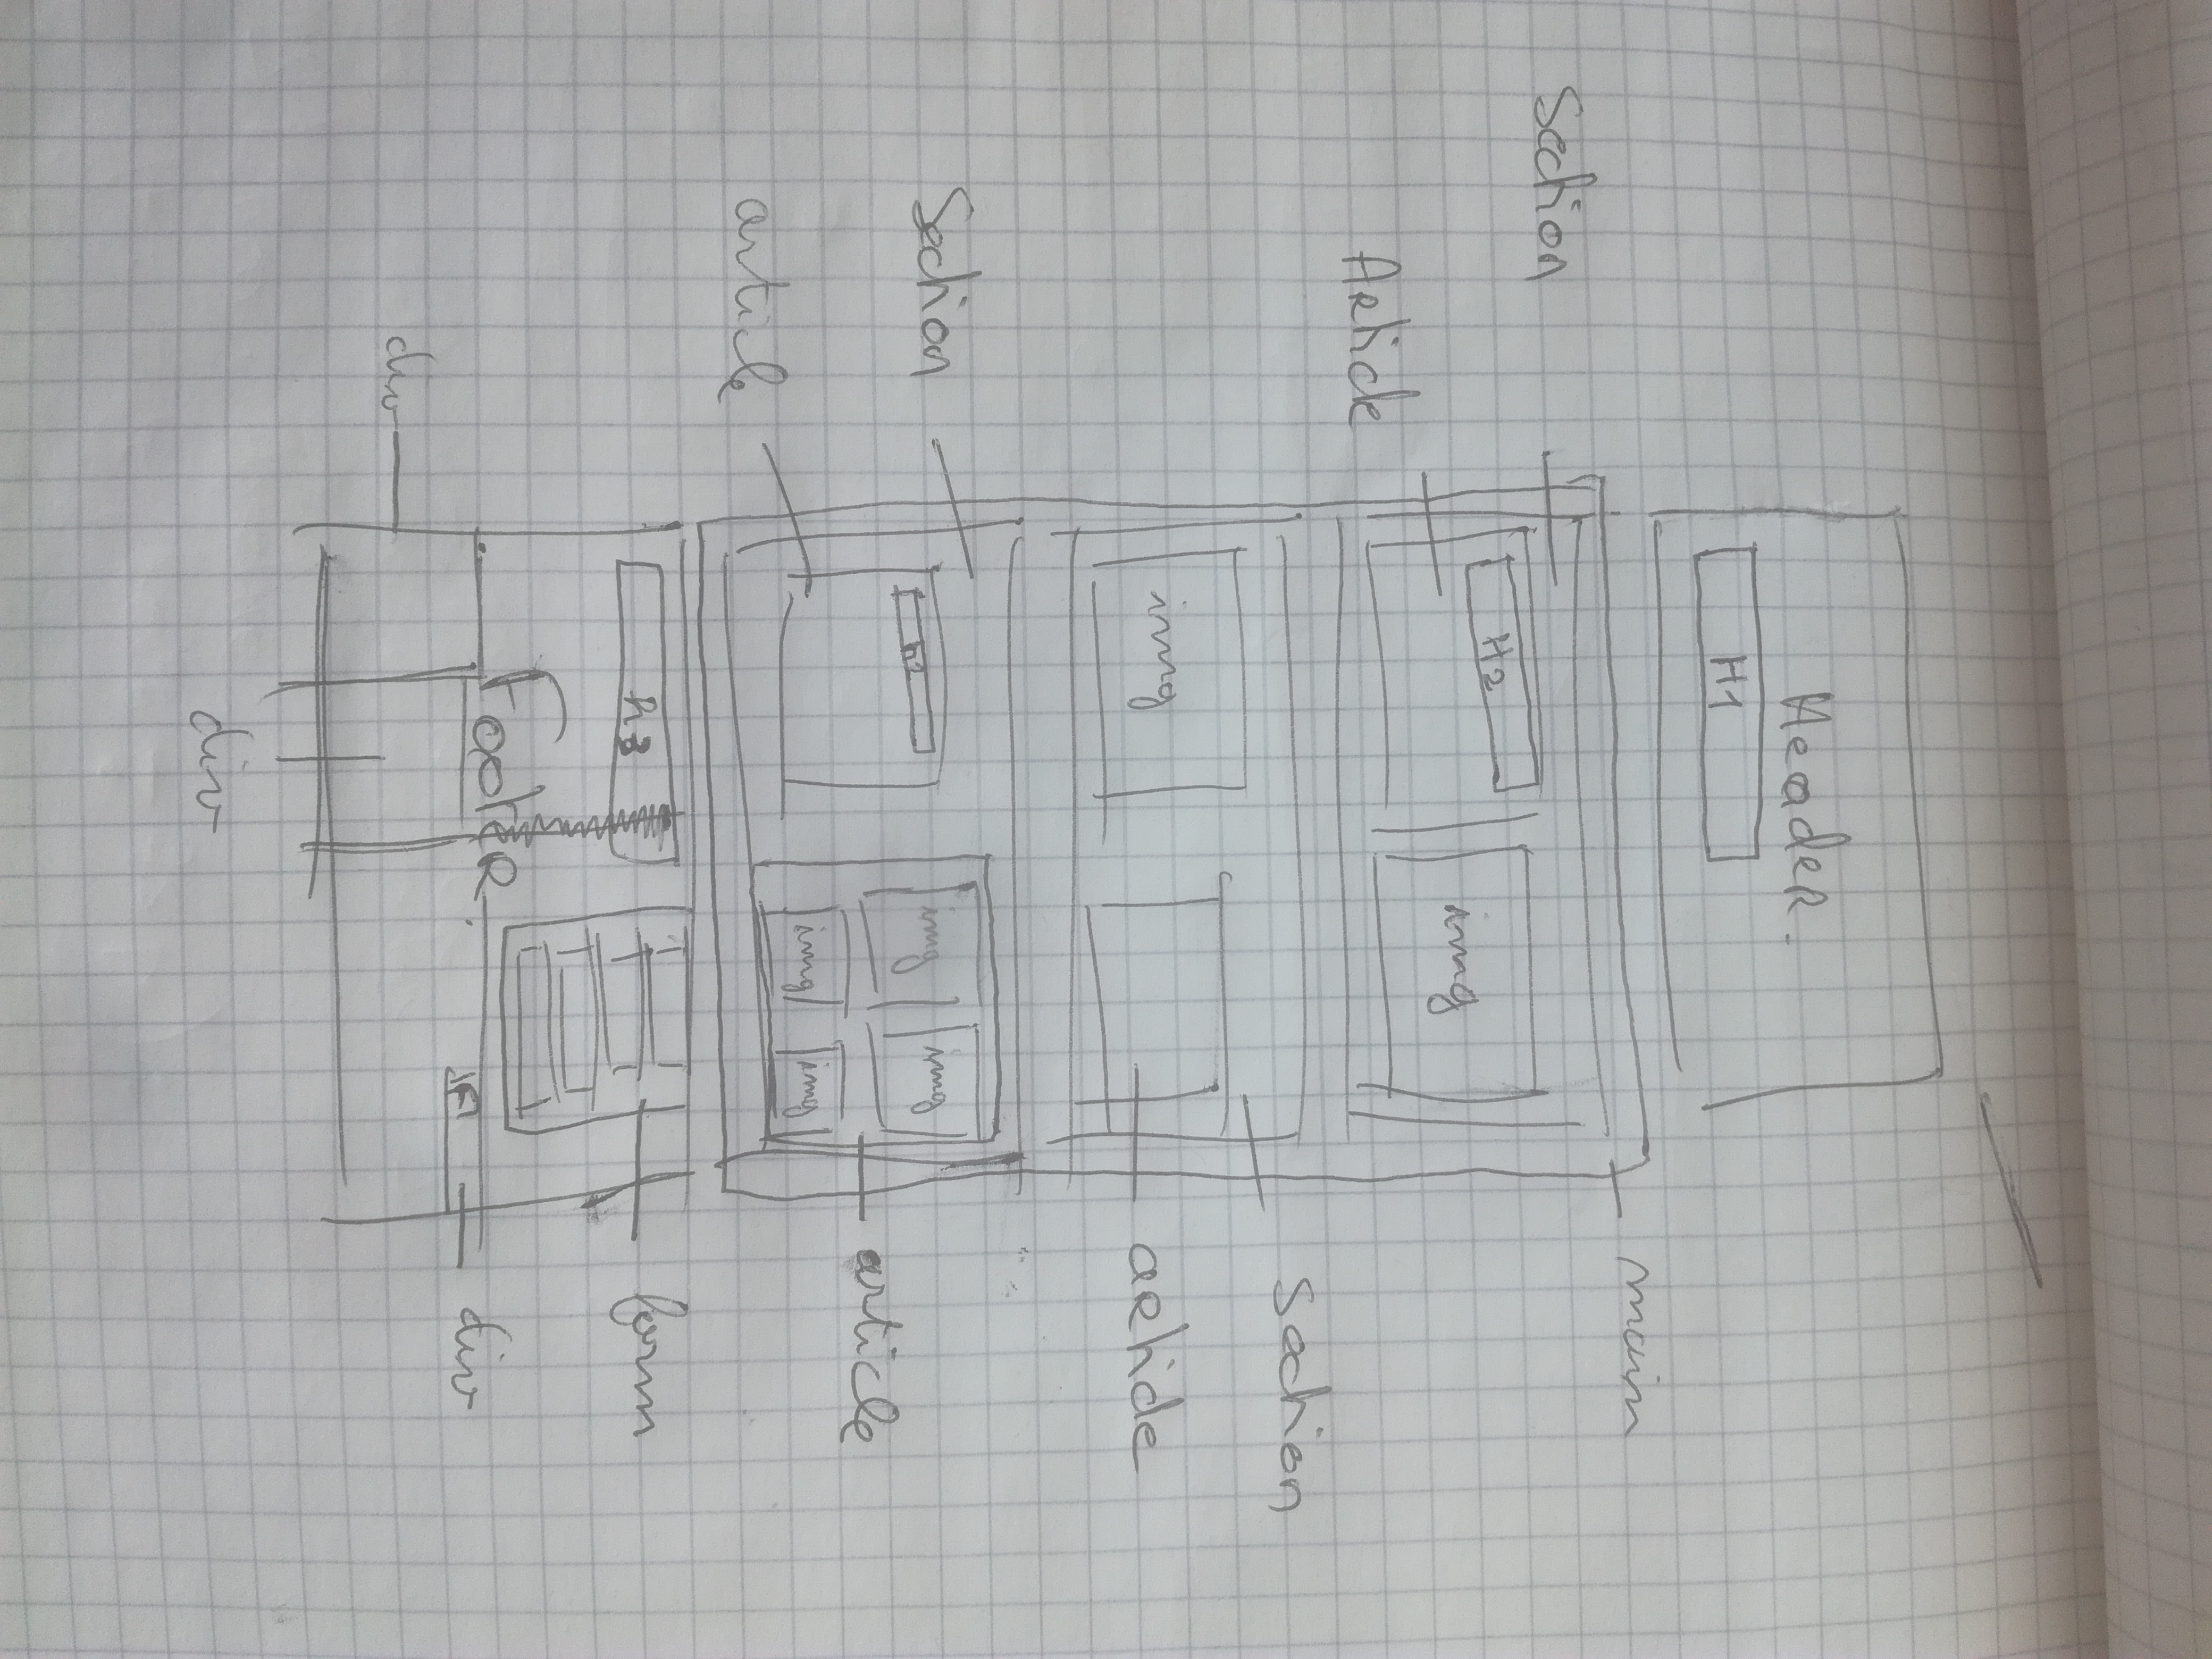 Header.
H1
main
Section
H2
Article
img
Section
img
article
Section
h2
article
img
img
img
img
article
h3
form
Footer.
div
div
div